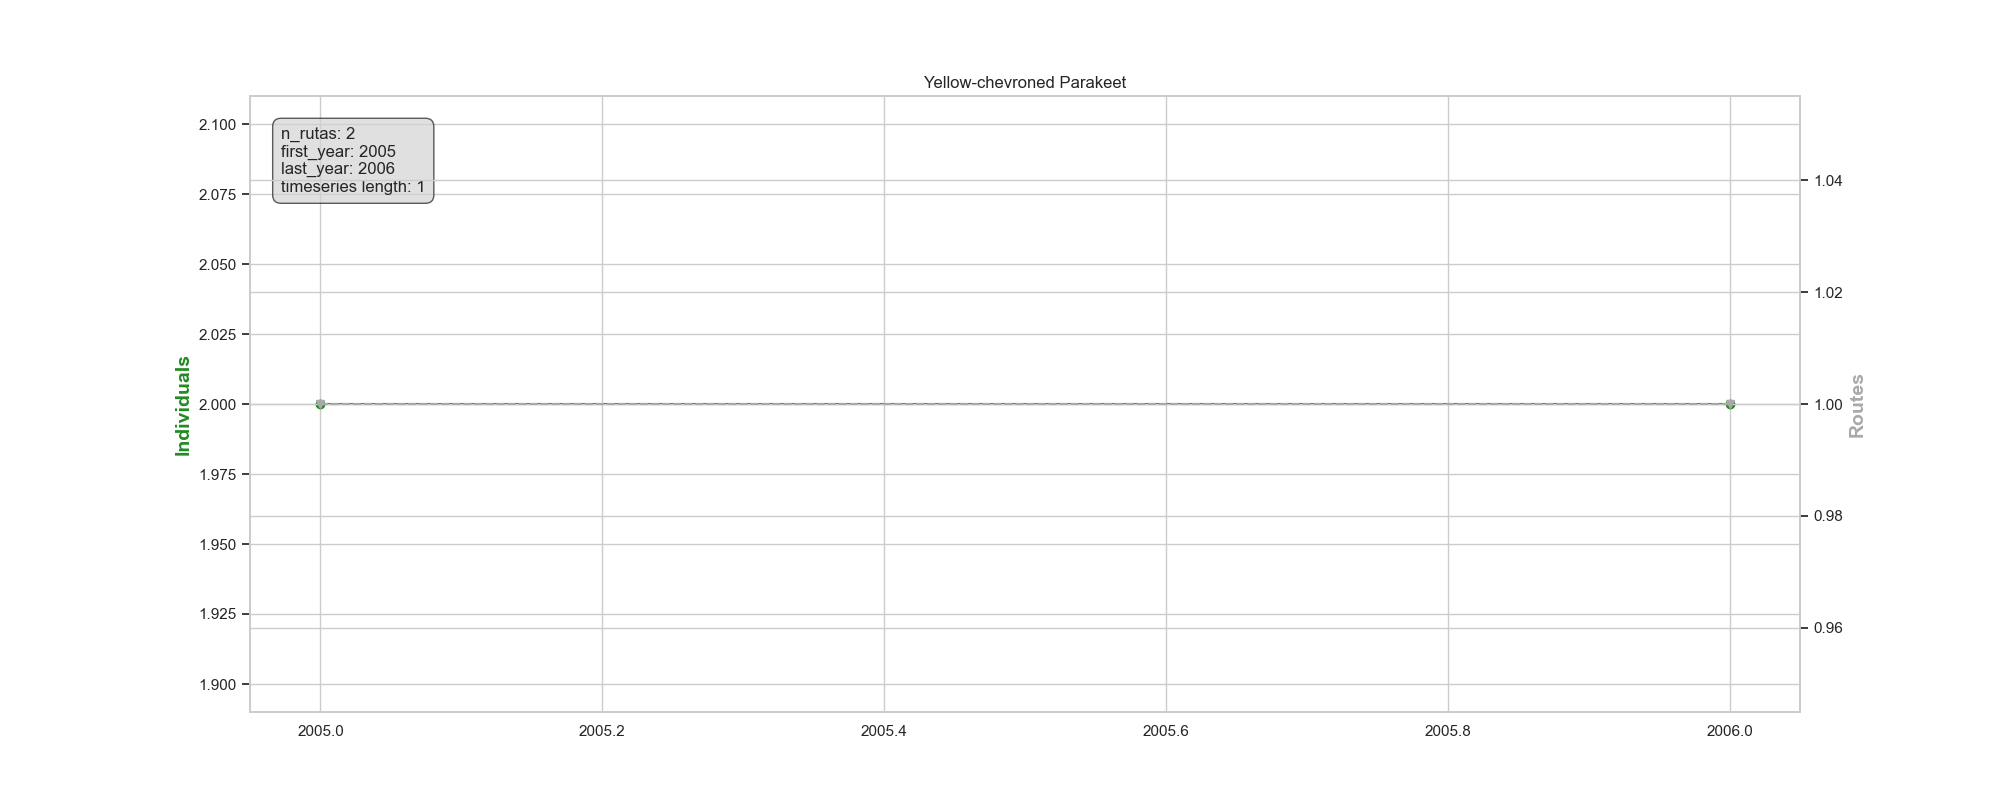 Yellow-chevroned Parakeet
n_rutas: 2
first_year: 2005
last_year: 2006
timeseries length: 1
Individuals
2.100
2.075
2.050
2.025
2.000
1.975
1.950
1.925
1.900
1.04
1.02
1.00
0.98
0.96
Routes
2005.0 2005.2 2005.4 2005.6 2005.8 2006.0